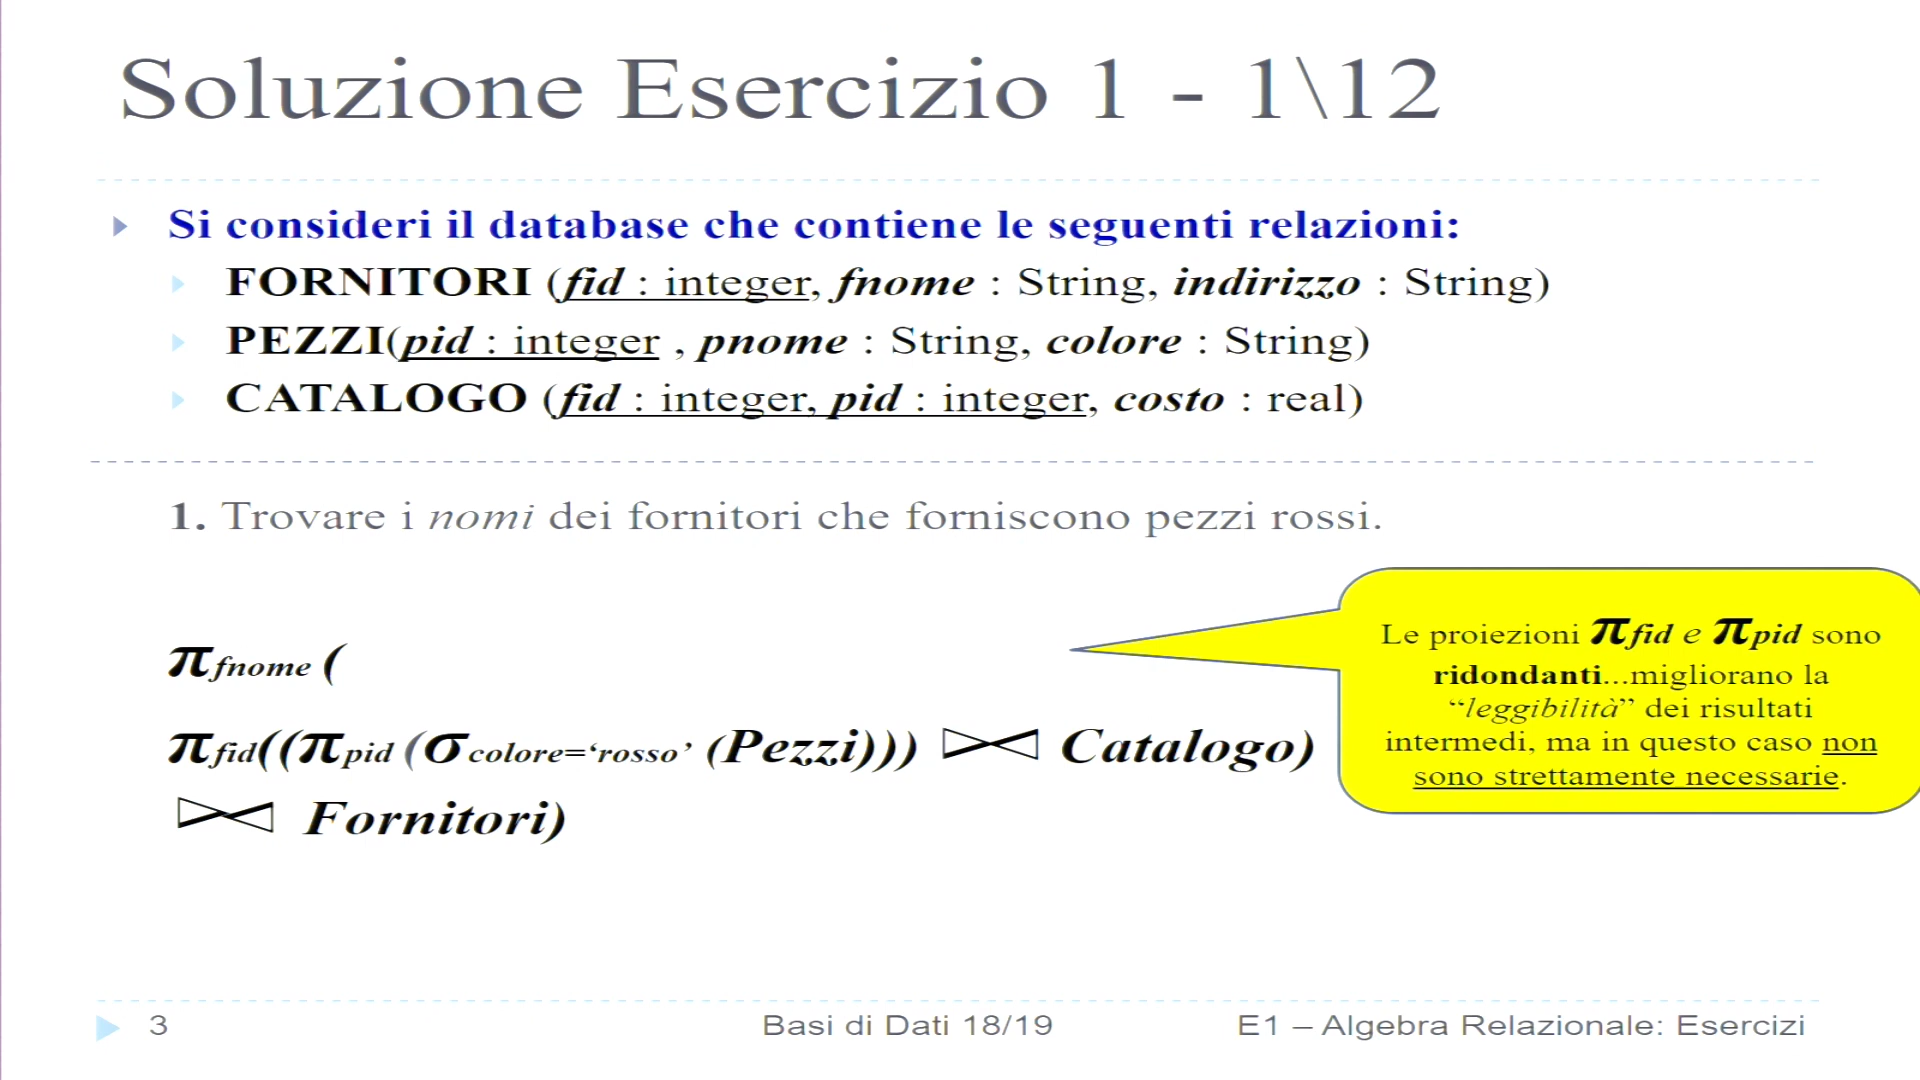 Soluzione Esercizio 1 - 1\12
Si consideri il database che contiene le seguenti relazioni:
FORNITORI (fid : integer, fnome : String, indirizzo : String)
PEZZI(pid : integer , pnome : String, colore : String)
CATALOGO (fid : integer, pid : integer, costo : real)
1. Trovare i nomi dei fornitori che forniscono pezzi rossi.
πfnome (
πfid((πpid (σcolore=‘rosso’ (Pezzi))) ⋈ Catalogo)
⋈ Fornitori)
Le proiezioni πfid e πpid sono
ridondanti...migliorano la
“leggibilità” dei risultati
intermedi, ma in questo caso non
sono strettamente necessarie.
3
Basi di Dati 18/19
E1 – Algebra Relazionale: Esercizi